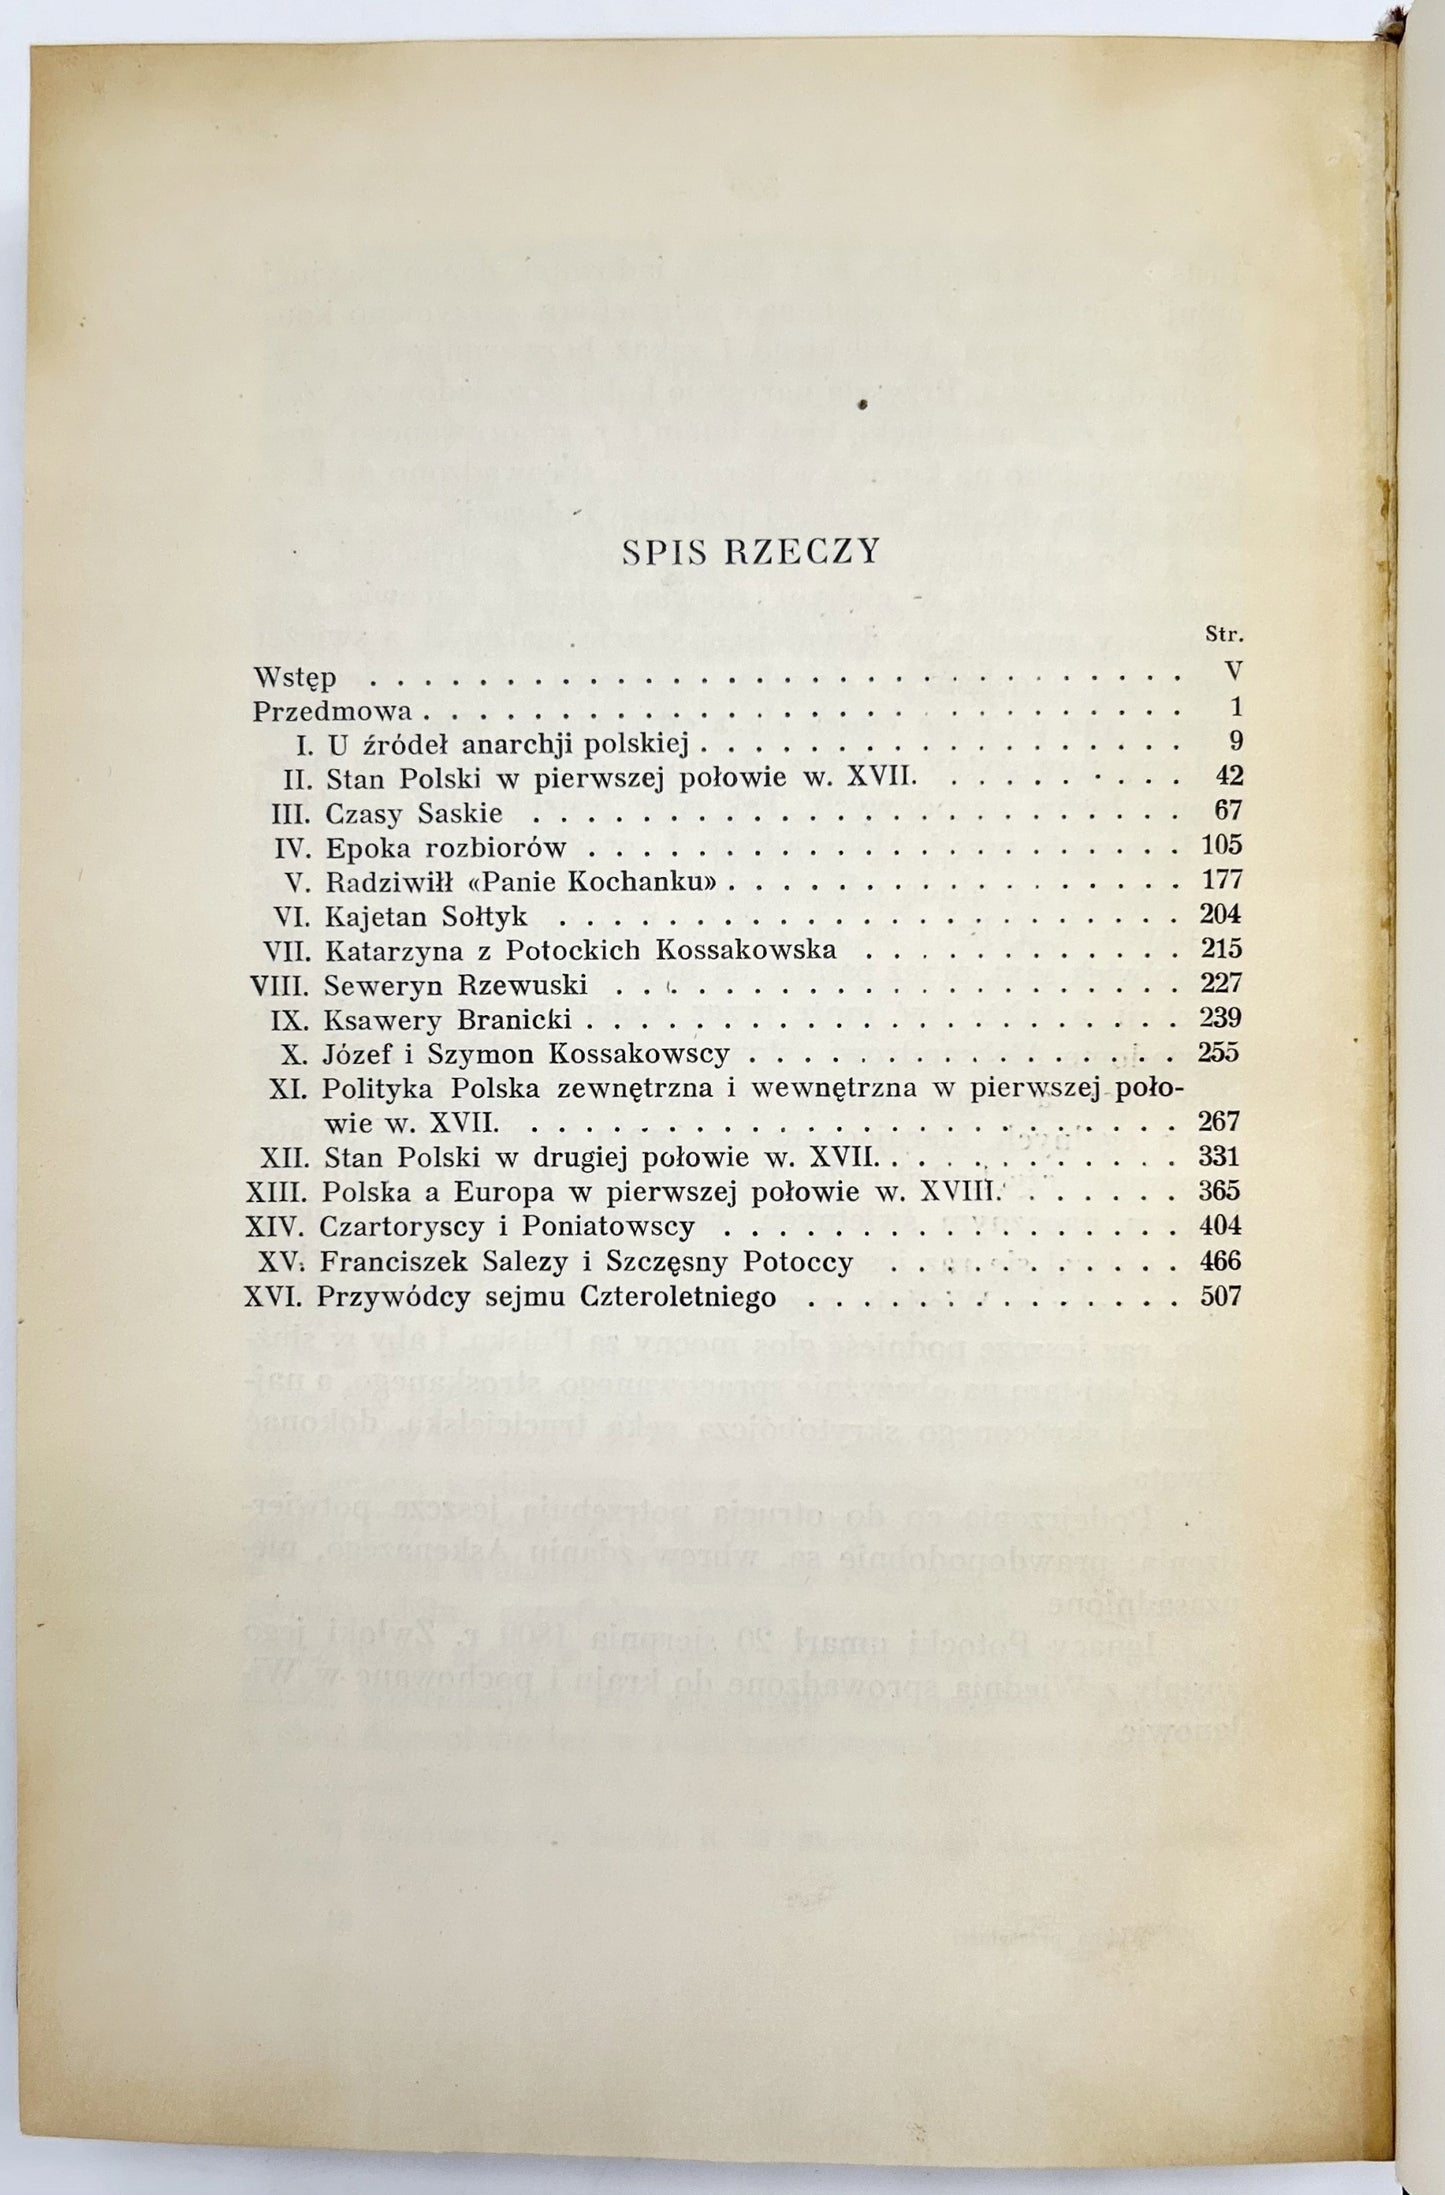 SPIS RZECZY
Str.
Wstęp . . . . . . . . . . . . . . . . . . . . . . . . . . . . . . V
Przedmowa . . . . . . . . . . . . . . . . . . . . . . . . . . . . 1
I. U źródeł anarchji polskiej . . . . . . . . . . . . . . . . . . 9
II. Stan Polski w pierwszej połowie w. XVII. . . . . . . . . . 42
III. Czasy Saskie . . . . . . . . . . . . . . . . . . . . . . . . 67
IV. Epoka rozbiorów . . . . . . . . . . . . . . . . . . . . . . 105
V. Radziwiłł «Panie Kochanku» . . . . . . . . . . . . . . . . . 177
VI. Kajetan Sołtyk . . . . . . . . . . . . . . . . . . . . . . . 204
VII. Katarzyna z Potockich Kossakowska . . . . . . . . . . . . 215
VIII. Seweryn Rzewuski . . . . . . . . . . . . . . . . . . . . . 227
IX. Ksawery Branicki . . . . . . . . . . . . . . . . . . . . . . 239
X. Józef i Szymon Kossakowscy . . . . . . . . . . . . . . . . 255
XI. Polityka Polska zewnętrzna i wewnętrzna w pierwszej poło-
wie w. XVII. . . . . . . . . . . . . . . . . . . . . . . . . 267
XII. Stan Polski w drugiej połowie w. XVII. . . . . . . . . . . . 331
XIII. Polska a Europa w pierwszej połowie w. XVIII. . . . . . . 365
XIV. Czartoryscy i Poniatowscy . . . . . . . . . . . . . . . . . 404
XV. Franciszek Salezy i Szczęsny Potoccy . . . . . . . . . . . 466
XVI. Przywódcy sejmu Czteroletniego . . . . . . . . . . . . . . 507